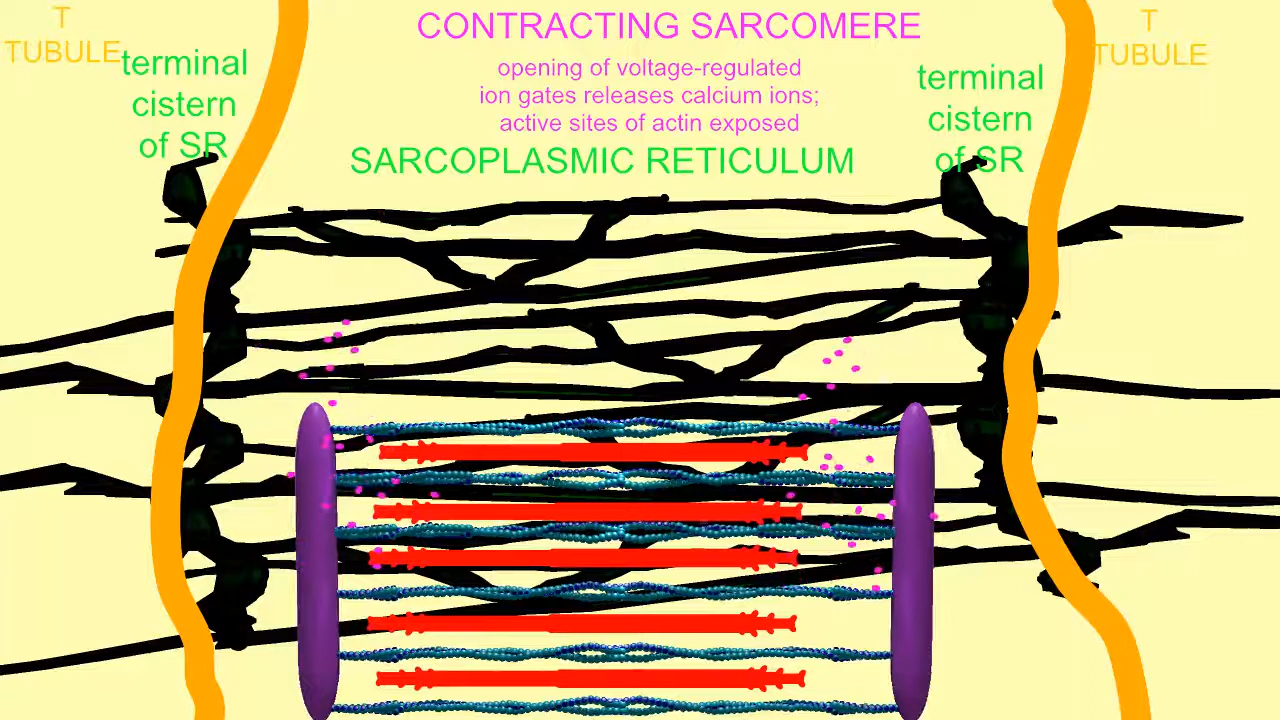 T
TUBULE
terminal
cistern
of SR
CONTRACTING SARCOMERE
opening of voltage-regulated
ion gates releases calcium ions;
active sites of actin exposed
SARCOPLASMIC RETICULUM
terminal
cistern
of SR
T
TUBULE